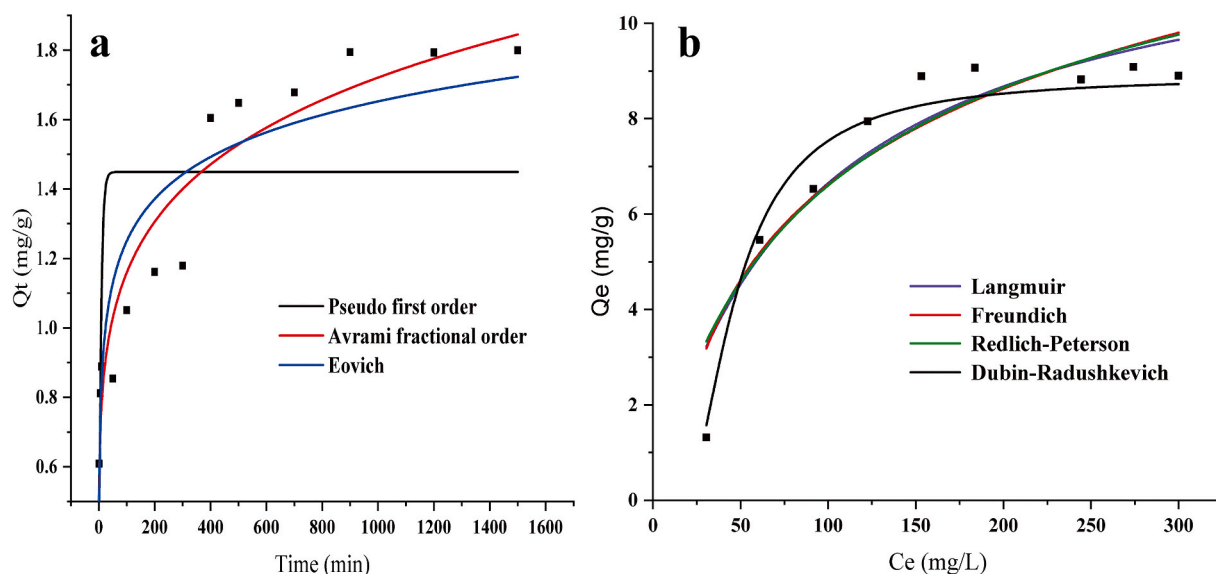 a
1.8
1.6
1.4
1.2
1.0
0.8
0.6
Qt (mg/g)
Pseudo first order
Avrami fractional order
Eovich
0 200 400 600 800 1000 1200 1400 1600
Time (min)
b
10
8
6
4
2
0
Qe (mg/g)
Langmuir
Freundich
Redlich-Peterson
Dubin-Radushkevich
0 50 100 150 200 250 300
Ce (mg/L)